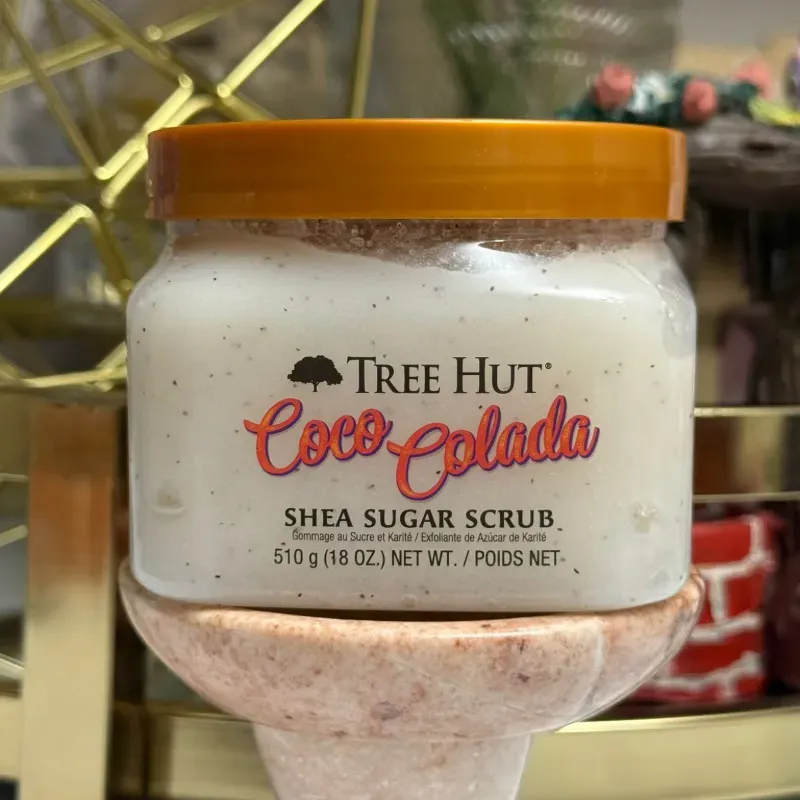 TREE HUT®
Coco Colada
SHEA SUGAR SCRUB
Gommage au Sucre et Karité / Exfoliante de Azúcar de Karité
510 g (18 OZ.) NET WT. / POIDS NET